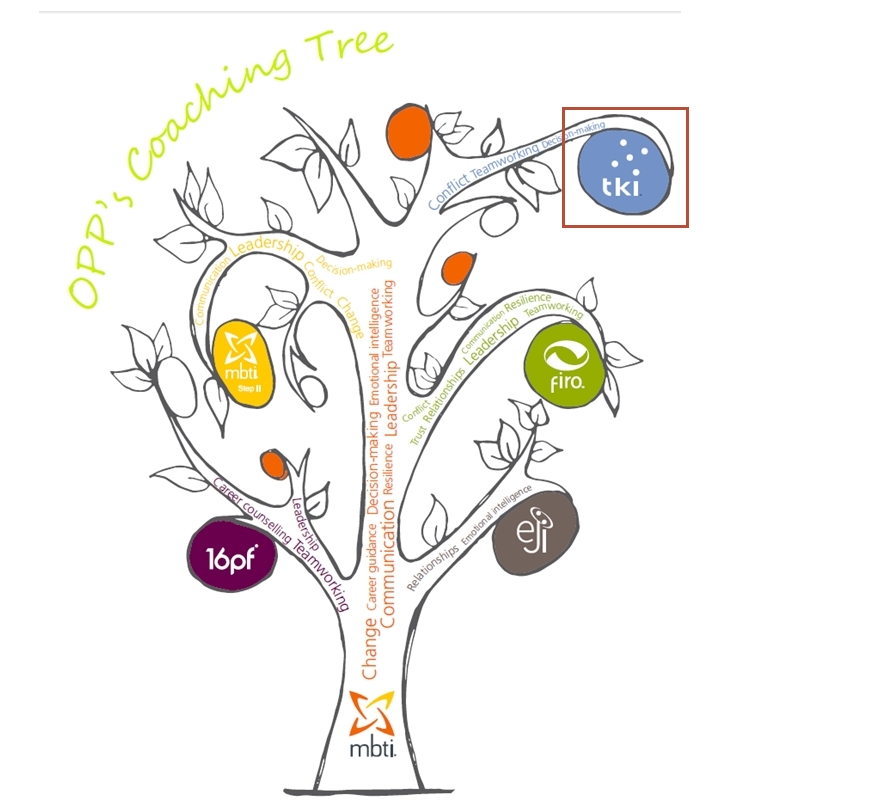 OPP's Coaching Tree
Conflict Teamworking Decision-making
tki
Communication Leadership Decision-making
Conflict Change
mbti
Step II
Communication Resilience
Leadership Teamworking
Conflict
Trust Relationships
firo.
Career counselling Teamworking
Leadership
16pf
Relationships Emotional intelligence
eJi
Change Career guidance Decision-making Emotional intelligence
Communication Resilience Leadership Teamworking
mbti.